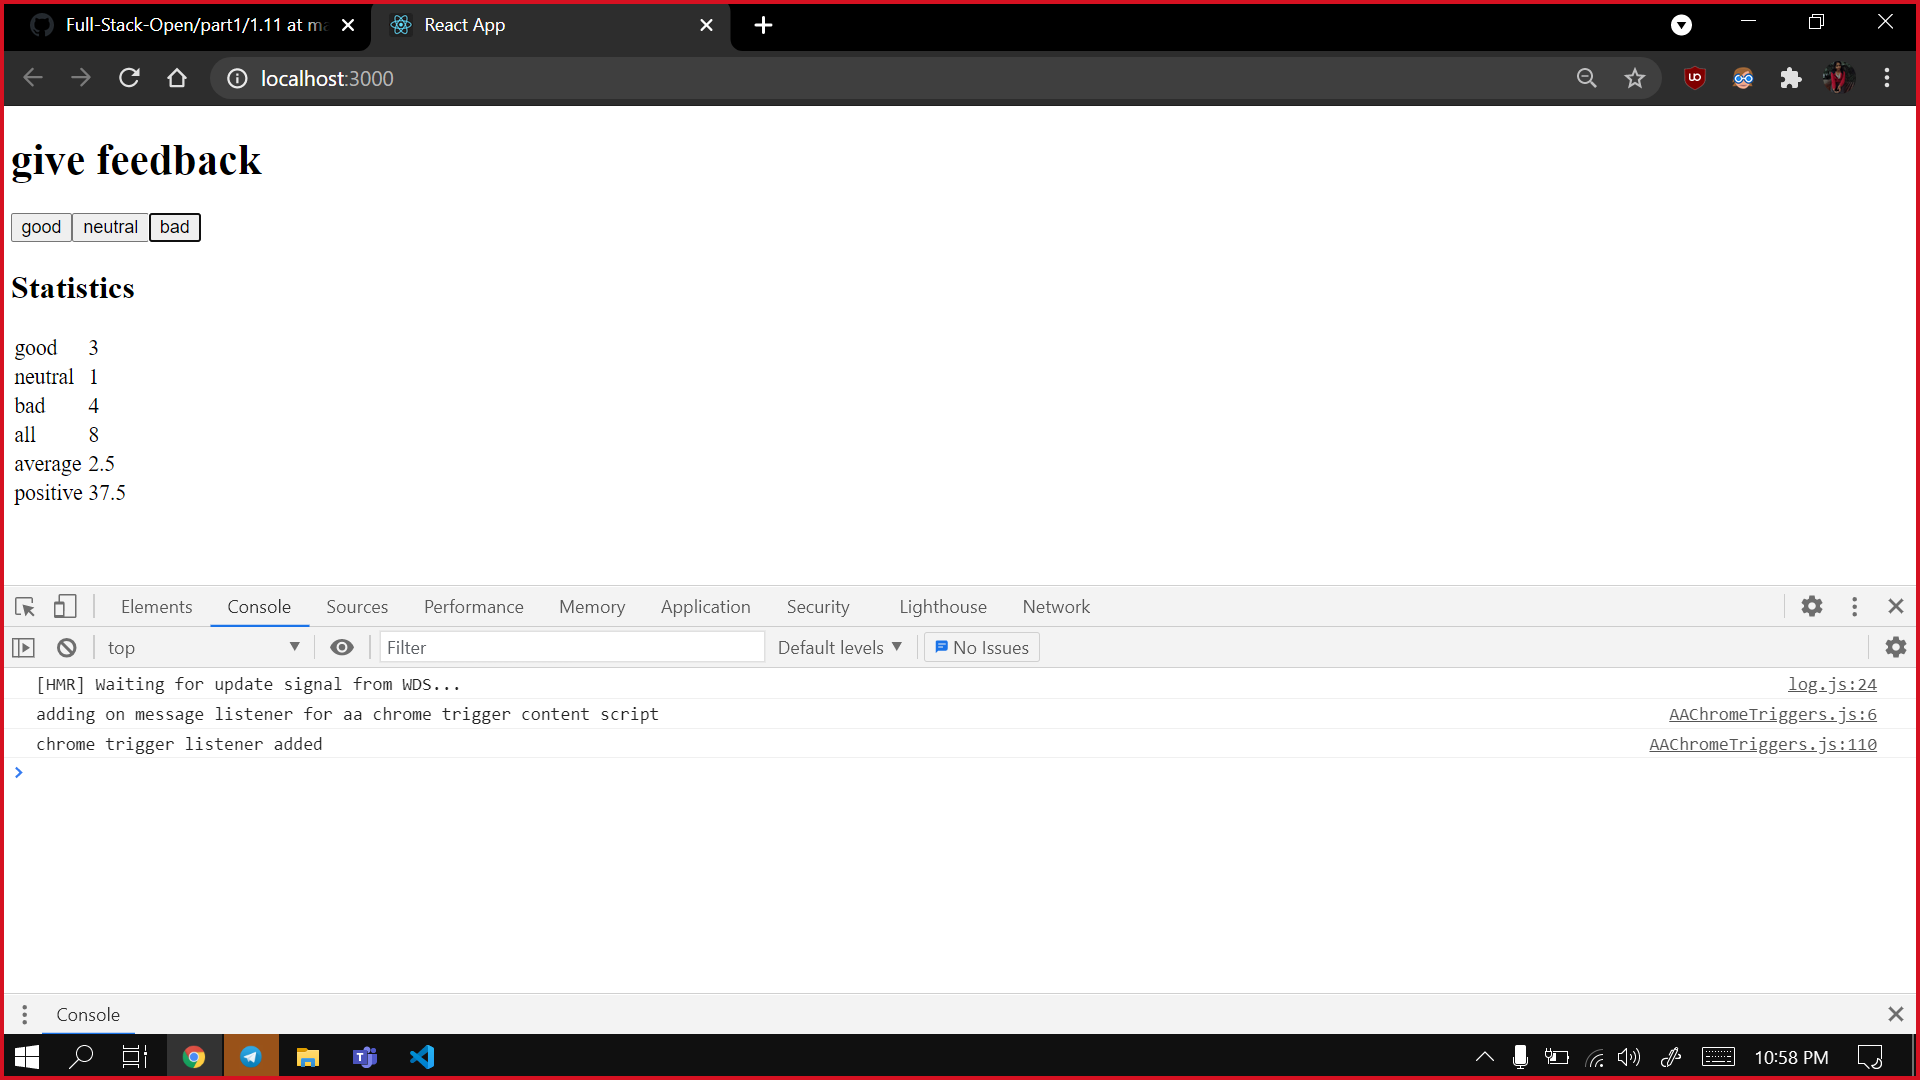 Full-Stack-Open/part1/1.11 at ma
React App
localhost:3000
give feedback
good neutral bad
Statistics
good 3
neutral 1
bad 4
all 8
average 2.5
positive 37.5
Elements Console Sources Performance Memory Application Security Lighthouse Network
top Filter Default levels No Issues
[HMR] Waiting for update signal from WDS... log.js:24
adding on message listener for aa chrome trigger content script AAChromeTriggers.js:6
chrome trigger listener added AAChromeTriggers.js:110
Console
10:58 PM